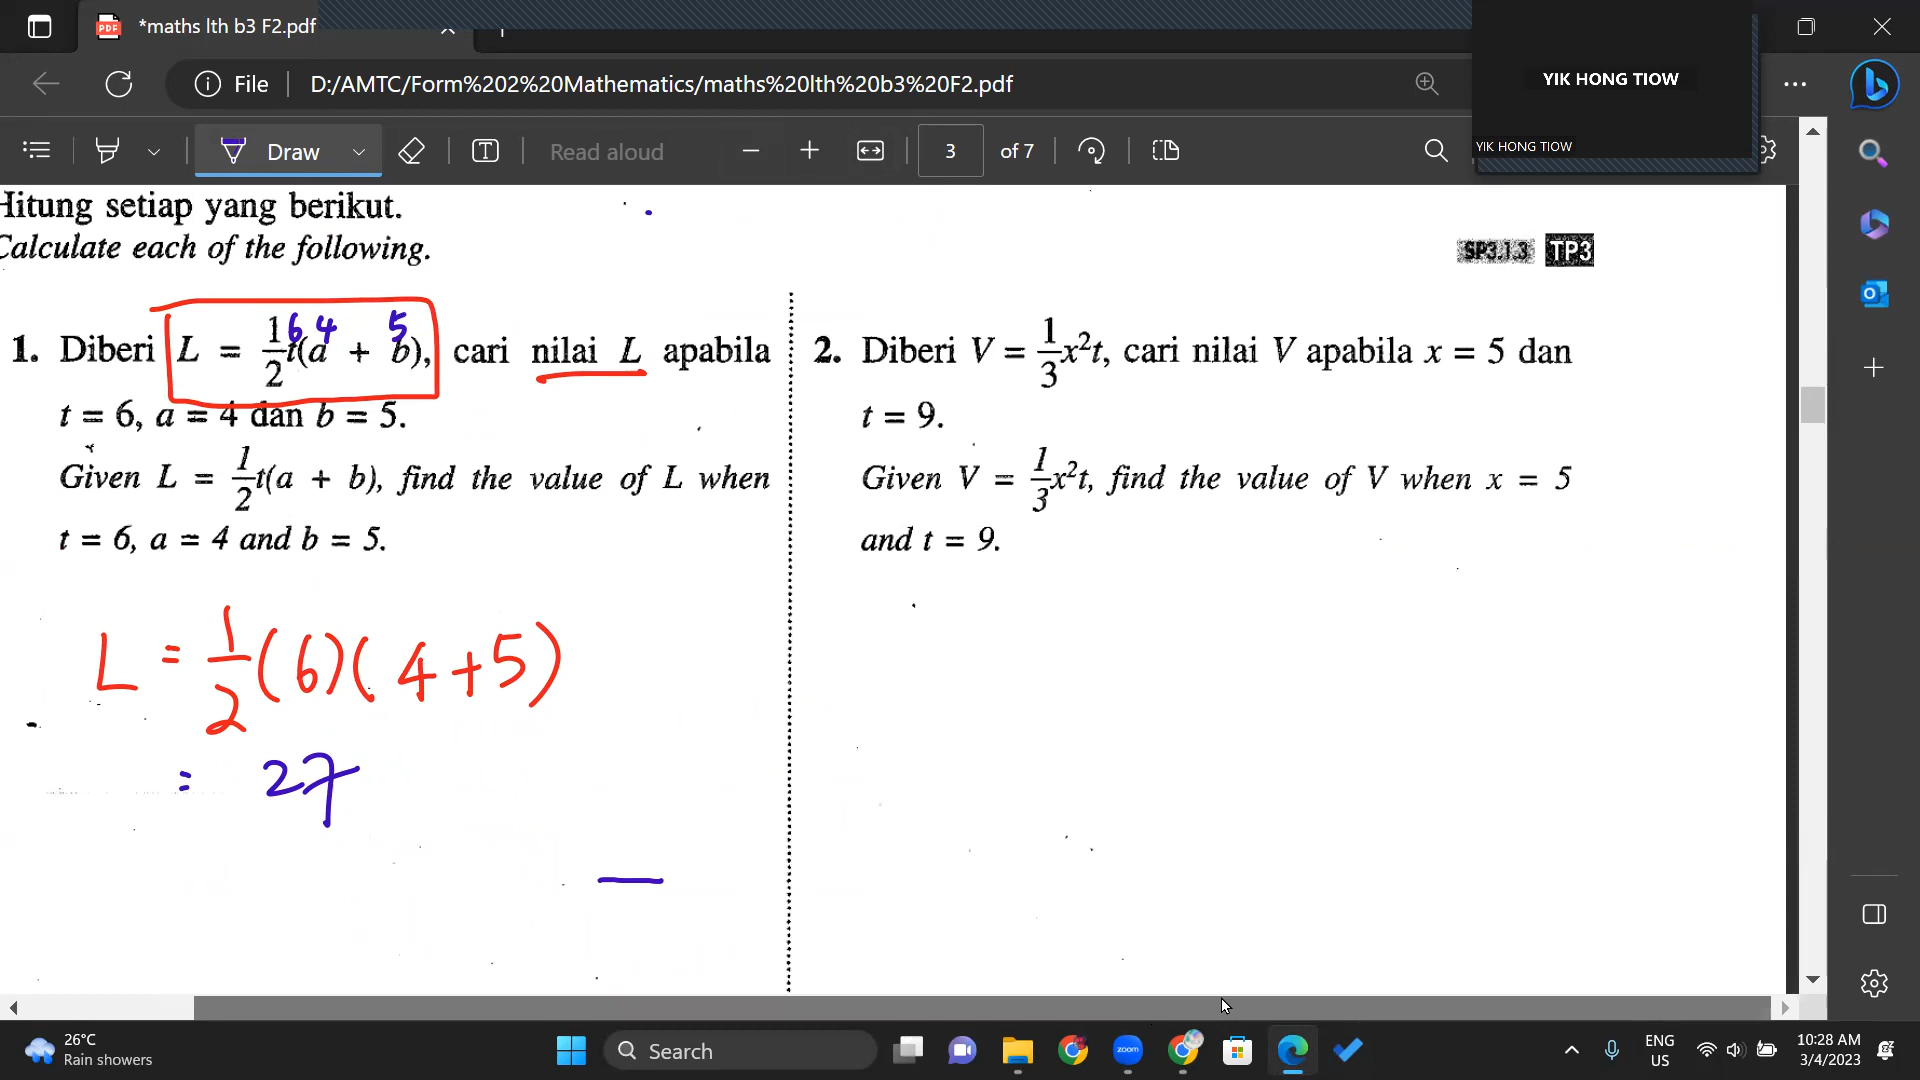 *maths lth b3 F2.pdf
YIK HONG TIOW
File
D:/AMTC/Form%202%20Mathematics/maths%20lth%20b3%20F2.pdf
YIK HONG TIOW
Draw
Read aloud
3 of 7
Hitung setiap yang berikut.
Calculate each of the following.
SP3.1.3 TP3
1. Diberi L = 1/2 t(a + b), cari nilai L apabila
6 4 5
t = 6, a = 4 dan b = 5.
Given L = 1/2 t(a + b), find the value of L when
t = 6, a = 4 and b = 5.
L = 1/2 (6)(4+5)
= 27
2. Diberi V = 1/3 x²t, cari nilai V apabila x = 5 dan
t = 9.
Given V = 1/3 x²t, find the value of V when x = 5
and t = 9.
26°C
Rain showers
Search
zoom
ENG
US
10:28 AM
3/4/2023